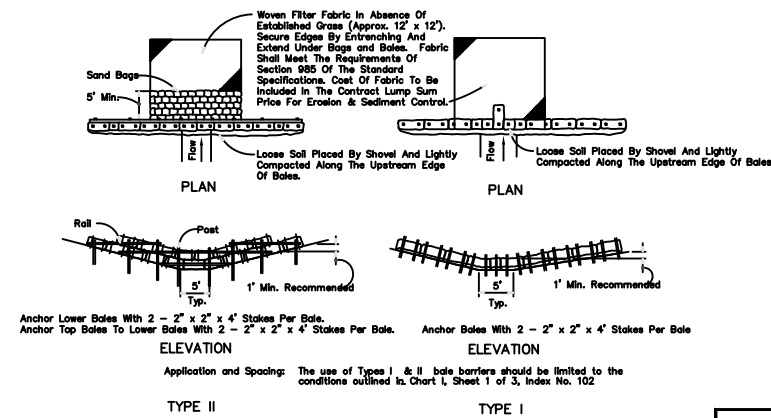 Woven Filter Fabric In Absence Of
Established Grass (Approx. 12' x 12').
Secure Edges By Entrenching And
Extend Under Bags and Bales. Fabric
Shall Meet The Requirements Of
Section 985 Of The Standard
Specifications. Cost Of Fabric To Be
Included In The Contract Lump Sum
Price For Erosion & Sediment Control.
Sand Bags
5' Min.
Flow
Loose Soil Placed By Shovel And Lightly
Compacted Along The Upstream Edge
Of Bales.
PLAN
Flow
Loose Soil Placed By Shovel And Lightly
Compacted Along The Upstream Edge Of Bales
PLAN
Rail
Post
5'
Typ.
1' Min. Recommended
Anchor Lower Bales With 2 - 2" x 2" x 4' Stakes Per Bale.
Anchor Top Bales To Lower Bales With 2 - 2" x 2" x 4' Stakes Per Bale.
ELEVATION
5'
Typ.
1' Min. Recommended
Anchor Bales With 2 - 2" x 2" x 4' Stakes Per Bale
ELEVATION
Application and Spacing: The use of Types I & II bale barriers should be limited to the
conditions outlined in Chart I, Sheet 1 of 3, Index No. 102
TYPE II
TYPE I